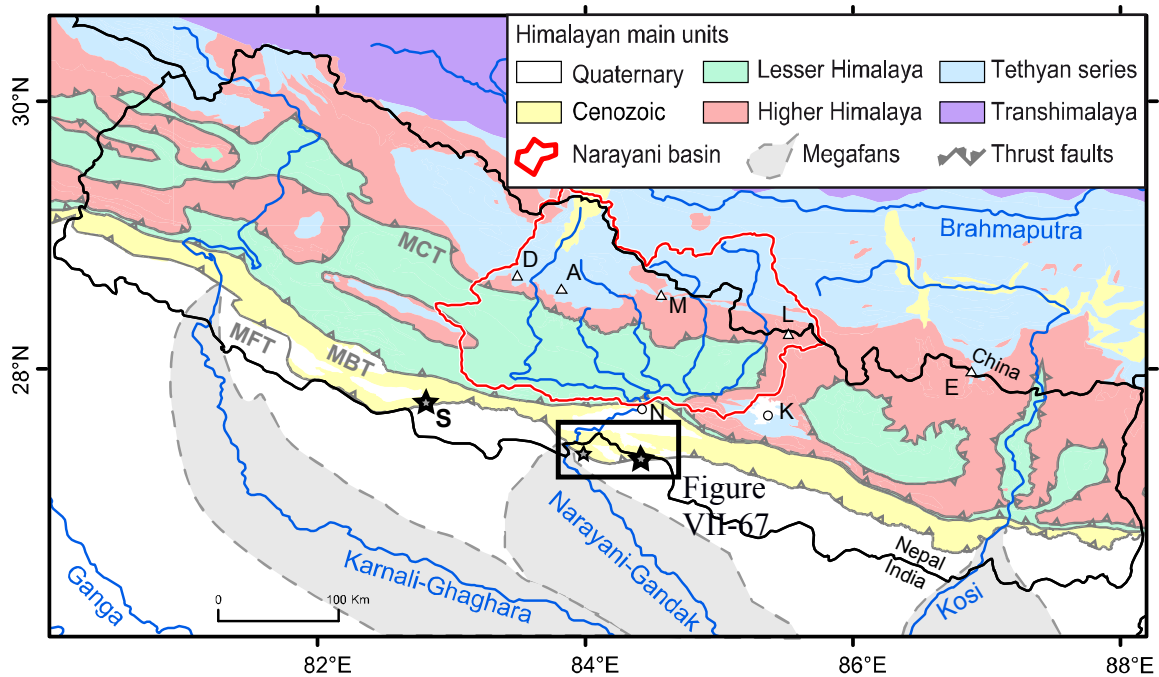 Himalayan main units
Quaternary
Lesser Himalaya
Tethyan series
Cenozoic
Higher Himalaya
Transhimalaya
Narayani basin
Megafans
Thrust faults
30°N
28°N
Brahmaputra
MCT
D
A
M
L
MFT
MBT
China
E
S
N
K
Figure
VII-67
Nepal
India
Narayani-Gandak
Karnali-Ghaghara
Kosi
Ganga
0
100 Km
82°E
84°E
86°E
88°E